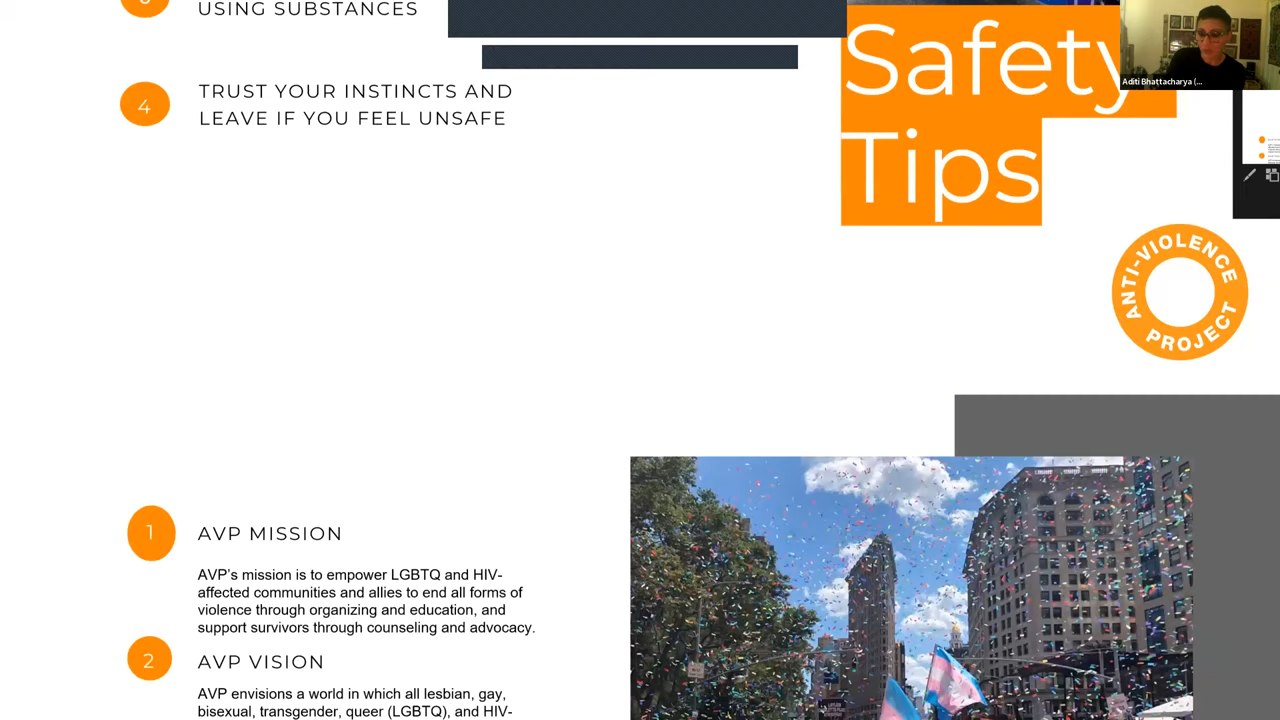 USING SUBSTANCES
4
TRUST YOUR INSTINCTS AND
LEAVE IF YOU FEEL UNSAFE
Safety
Tips
Aditi Bhattacharya (...
ANTI-VIOLENCE
PROJECT
1
AVP MISSION
AVP's mission is to empower LGBTQ and HIV-
affected communities and allies to end all forms of
violence through organizing and education, and
support survivors through counseling and advocacy.
2
AVP VISION
AVP envisions a world in which all lesbian, gay,
bisexual, transgender, queer (LGBTQ), and HIV-